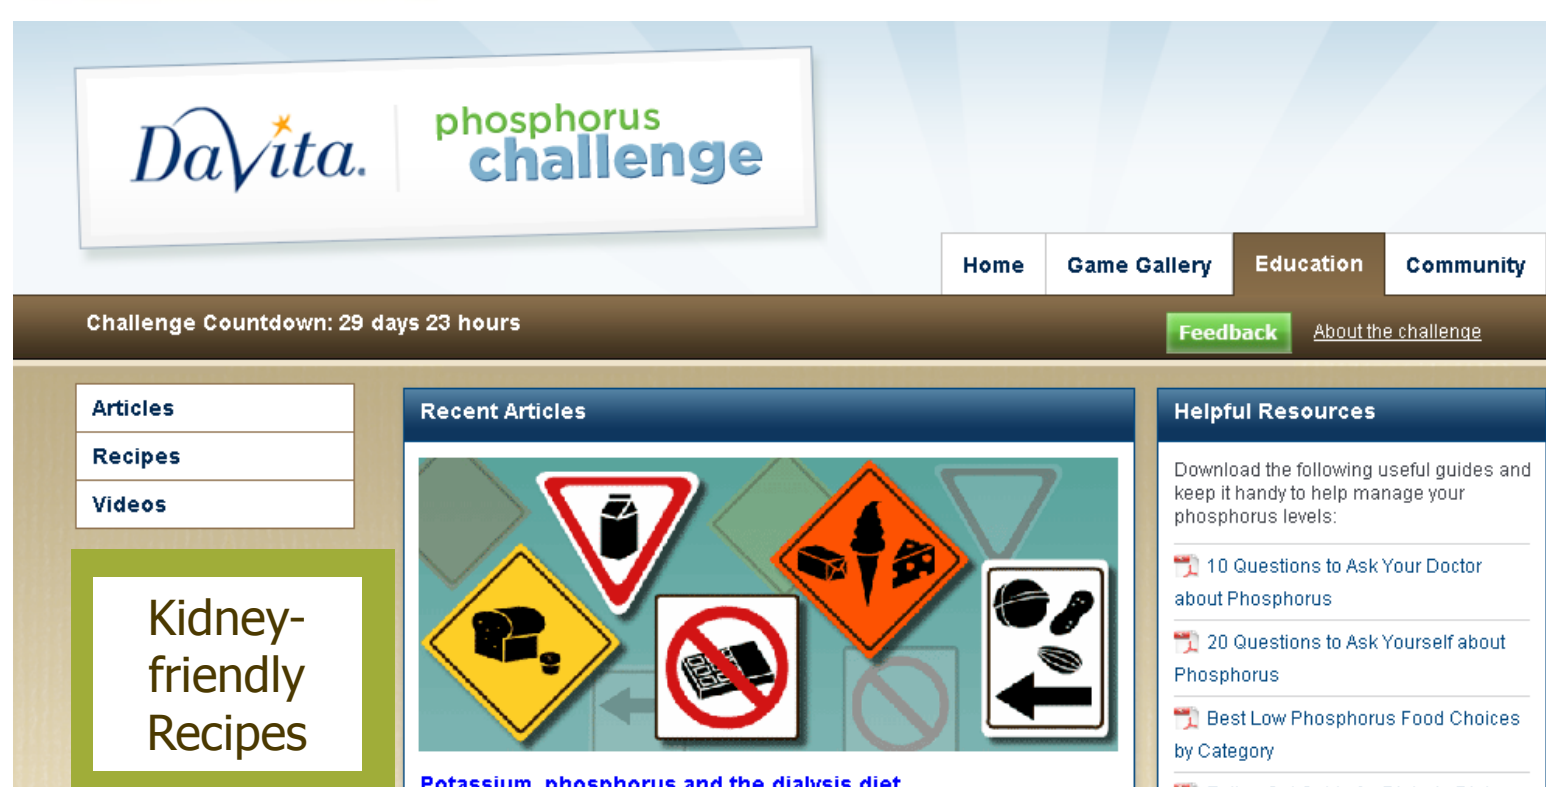 DaVita.
phosphorus
challenge
Home
Game Gallery
Education
Community
Challenge Countdown: 29 days 23 hours
Feedback
About the challenge
Articles
Recipes
Videos
Kidney-
friendly
Recipes
Recent Articles
Potassium, phosphorus and the dialysis diet
Helpful Resources
Download the following useful guides and
keep it handy to help manage your
phosphorus levels:
10 Questions to Ask Your Doctor
about Phosphorus
20 Questions to Ask Yourself about
Phosphorus
Best Low Phosphorus Food Choices
by Category